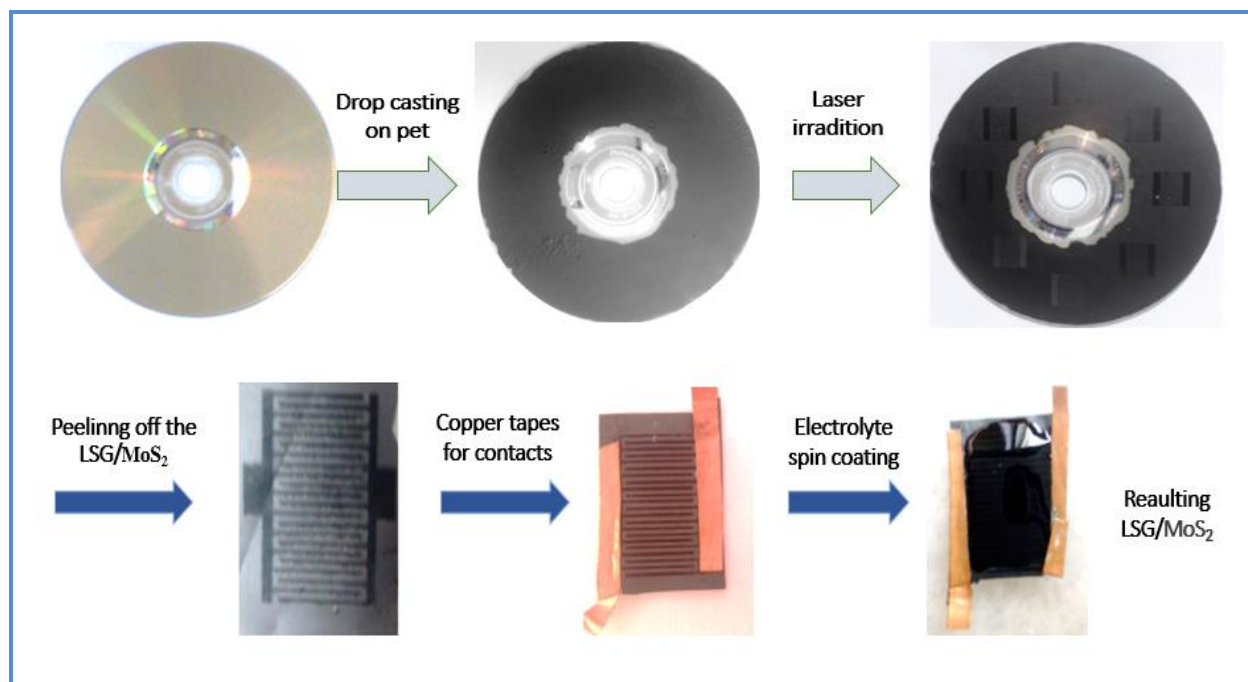 Drop casting
on pet
Laser
irradition
Peelinng off the
LSG/MoS₂
Copper tapes
for contacts
Electrolyte
spin coating
Reaulting
LSG/MoS₂